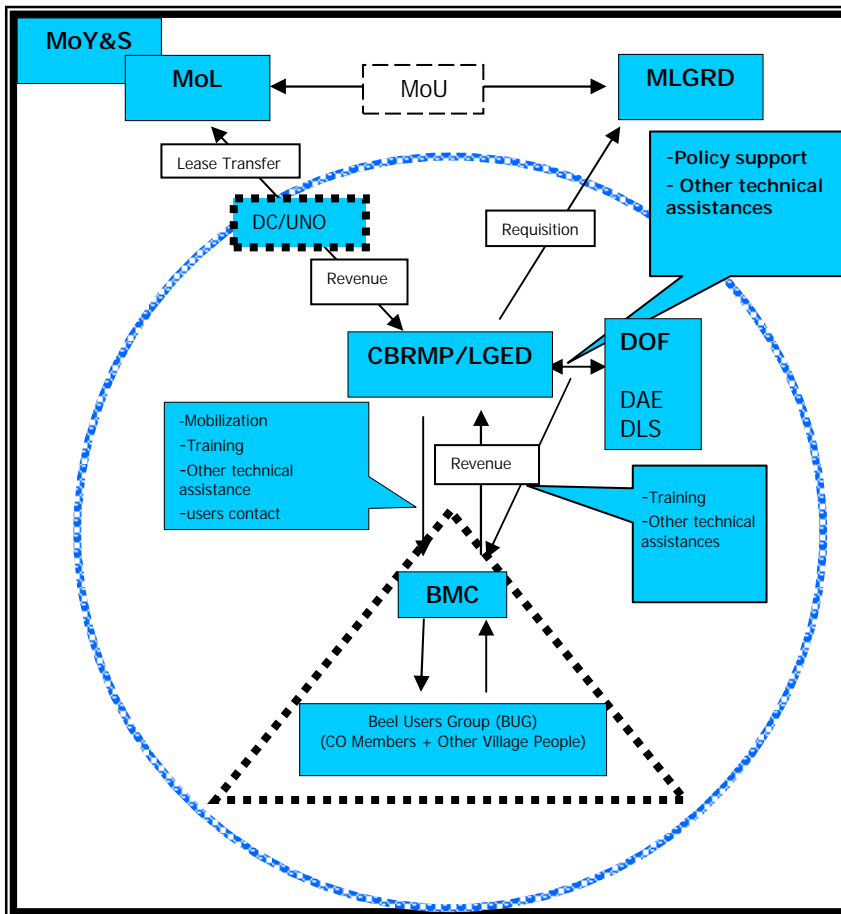 MoY&S
MoL
MoU
MLGRD
Lease Transfer
-Policy support
- Other technical
assistances
DC/UNO
Requisition
Revenue
CBRMP/LGED
DOF
DAE
DLS
-Mobilization
-Training
-Other technical
assistance
-users contact
Revenue
-Training
-Other technical
assistances
BMC
Beel Users Group (BUG)
(CO Members + Other Village People)